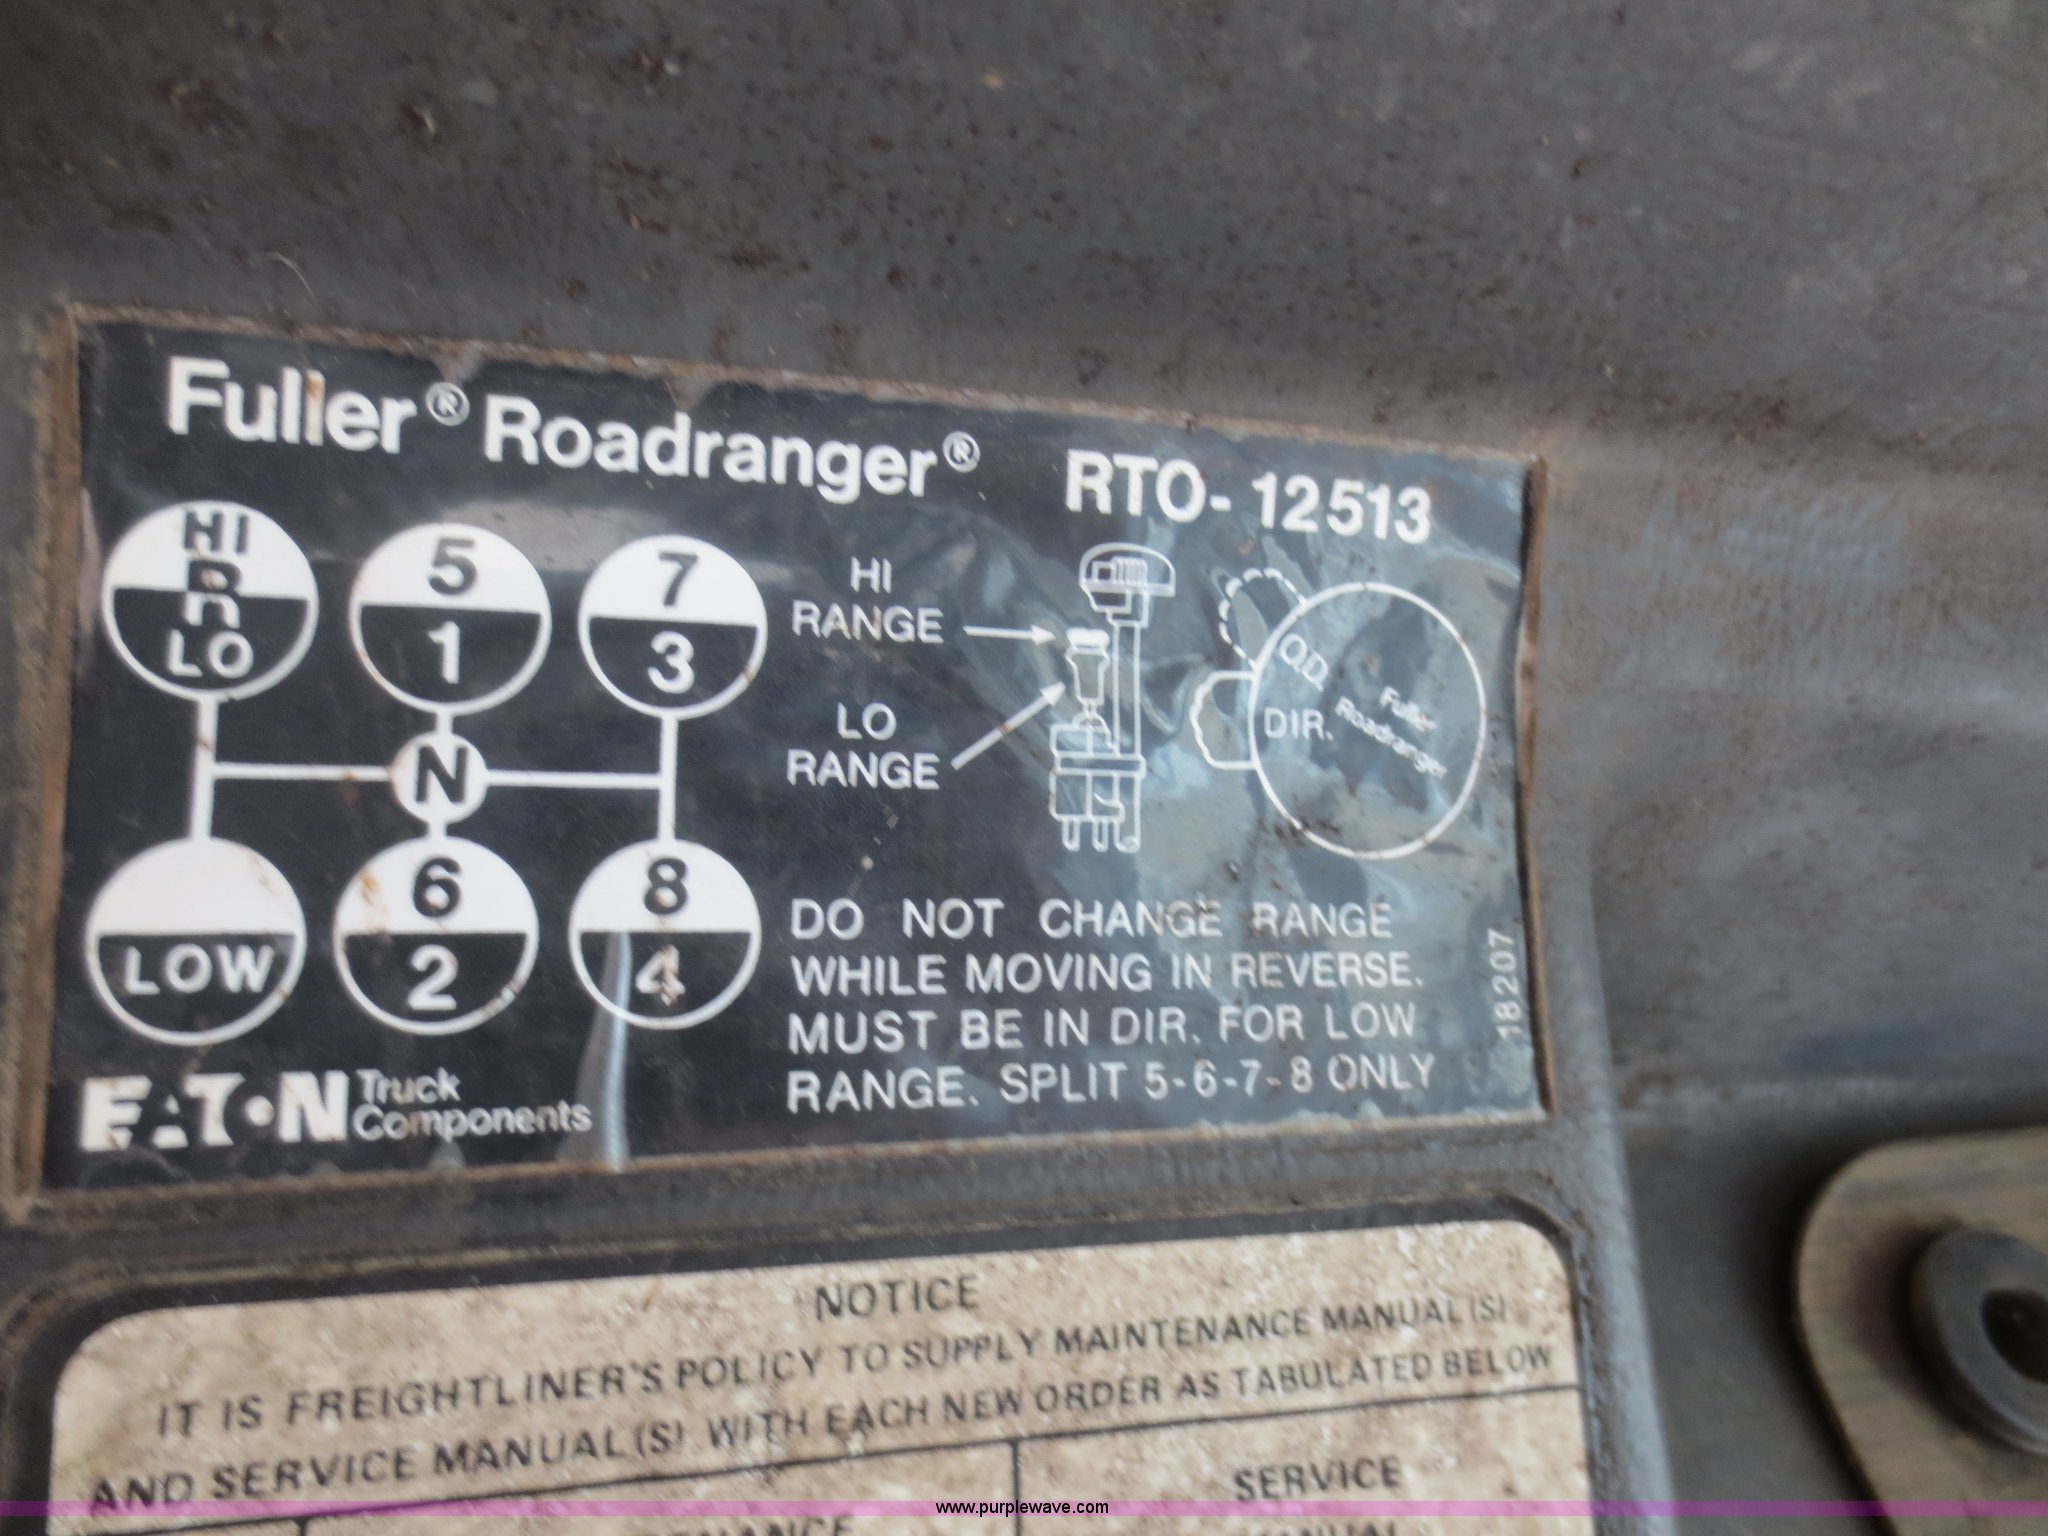 Fuller® Roadranger® RTO-12513
HI
R
LO
5
1
7
3
N
LOW
6
2
8
4
HI
RANGE
LO
RANGE
O.D.
DIR.
Fuller
Roadranger
DO NOT CHANGE RANGE
WHILE MOVING IN REVERSE.
MUST BE IN DIR. FOR LOW
RANGE. SPLIT 5-6-7-8 ONLY
18207
EATON Truck
Components
NOTICE
IT IS FREIGHTLINER'S POLICY TO SUPPLY MAINTENANCE MANUAL(S)
AND SERVICE MANUAL(S) WITH EACH NEW ORDER AS TABULATED BELOW
SERVICE
www.purplewave.com